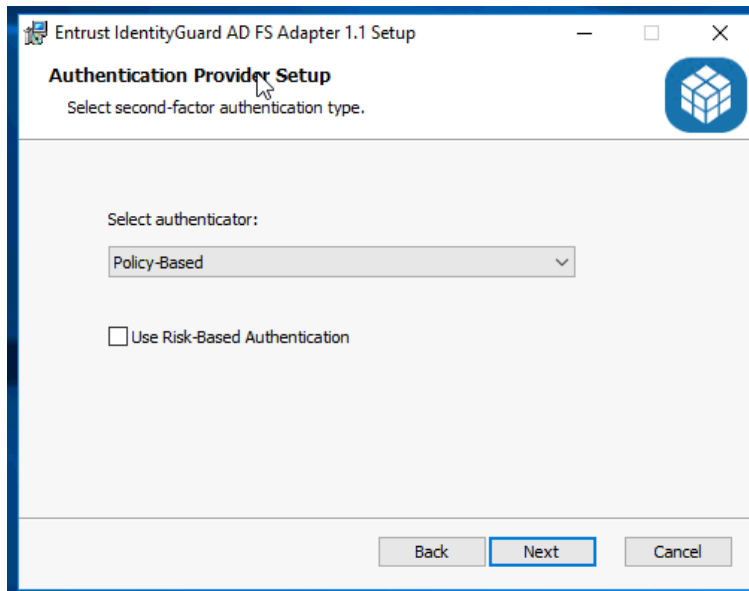 Entrust IdentityGuard AD FS Adapter 1.1 Setup
Authentication Provider Setup
Select second-factor authentication type.
Select authenticator:
Policy-Based
Use Risk-Based Authentication
Back Next Cancel